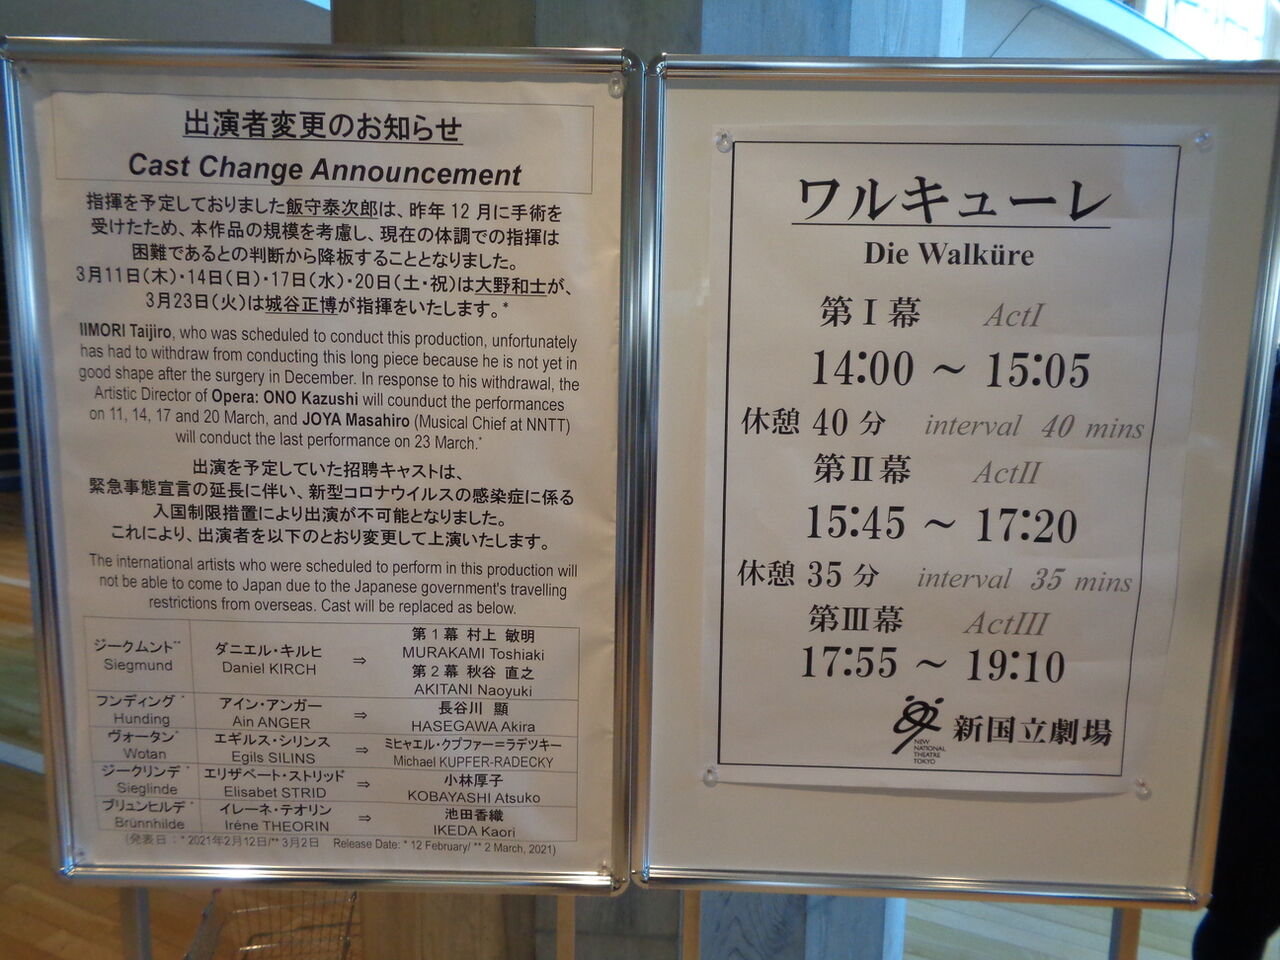 出演者変更のお知らせ
Cast Change Announcement
指揮を予定しておりました飯守泰次郎は、昨年12月に手術を
受けたため、本作品の規模を考慮し、現在の体調での指揮は
困難であるとの判断から降板することとなりました。
3月11日(木)・14日(日)・17日(水)・20日(土・祝)は大野和士が、
3月23日(火)は城谷正博が指揮をいたします。*
IIMORI Taijiro, who was scheduled to conduct this production, unfortunately
has had to withdraw from conducting this long piece because he is not yet in
good shape after the surgery in December. In response to his withdrawal, the
Artistic Director of Opera: ONO Kazushi will counduct the performances
on 11, 14, 17 and 20 March, and JOYA Masahiro (Musical Chief at NNTT)
will conduct the last performance on 23 March.*
出演を予定していた招聘キャストは、
緊急事態宣言の延長に伴い、新型コロナウイルスの感染症に係る
入国制限措置により出演が不可能となりました。
これにより、出演者を以下のとおり変更して上演いたします。
The international artists who were scheduled to perform in this production will
not be able to come to Japan due to the Japanese government's travelling
restrictions from overseas. Cast will be replaced as below.
ジークムント** ダニエル・キルヒ ⇒ 第1幕 村上 敏明
Siegmund Daniel KIRCH MURAKAMI Toshiaki
第2幕 秋谷 直之
AKITANI Naoyuki
フンディング* アイン・アンガー ⇒ 長谷川 顯
Hunding Ain ANGER HASEGAWA Akira
ヴォータン* エギルス・シリンス ⇒ ミヒャエル・クプファー=ラデツキー
Wotan Egils SILINS Michael KUPFER-RADECKY
ジークリンデ* エリザベート・ストリッド ⇒ 小林厚子
Sieglinde Elisabet STRID KOBAYASHI Atsuko
ブリュンヒルデ* イレーネ・テオリン ⇒ 池田香織
Brünnhilde Iréne THEORIN IKEDA Kaori
(発表日:* 2021年2月12日/** 3月2日 Release Date: * 12 February/ ** 2 March, 2021)
ワルキューレ
Die Walküre
第Ⅰ幕 ActI
14:00 ~ 15:05
休憩 40 分 interval 40 mins
第Ⅱ幕 ActII
15:45 ~ 17:20
休憩 35 分 interval 35 mins
第Ⅲ幕 ActIII
17:55 ~ 19:10
新国立劇場
NEW
NATIONAL
THEATRE
TOKYO